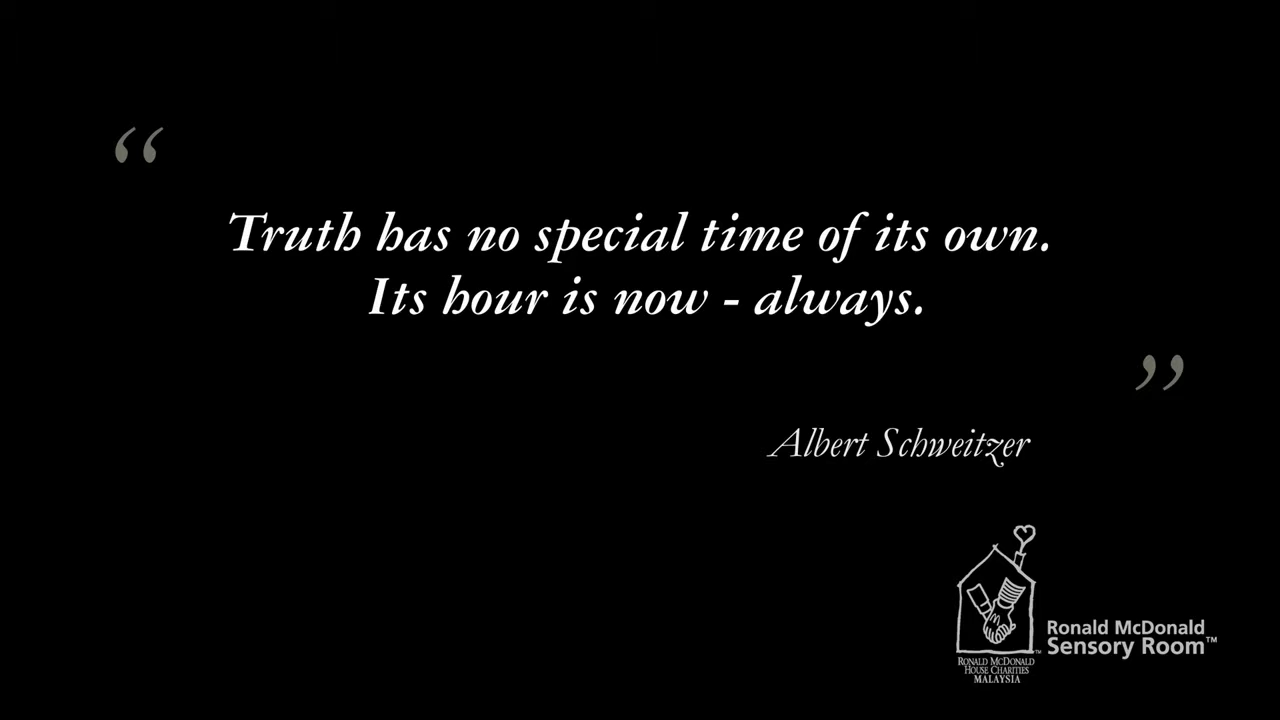 “
Truth has no special time of its own.
Its hour is now - always.
”
Albert Schweitzer
Ronald McDonald
Sensory Room™
RONALD McDONALD
HOUSE CHARITIES
MALAYSIA